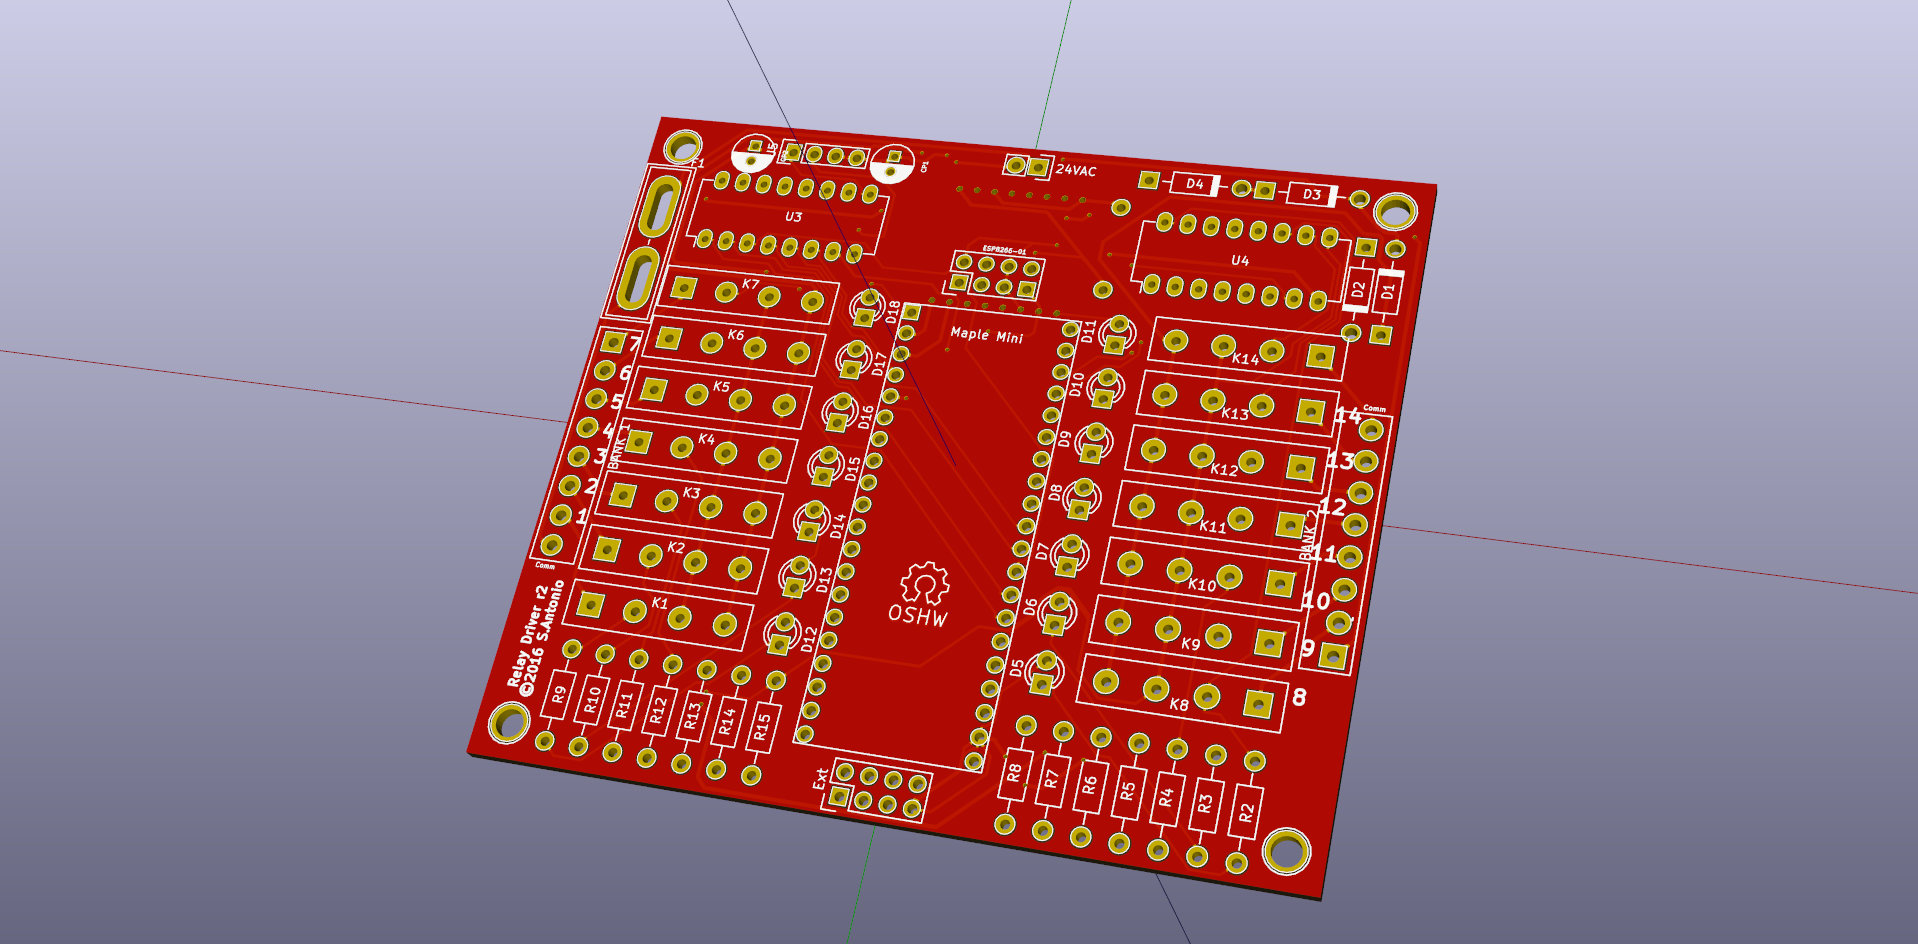 F1
U5
24VAC
D4
D3
U3
U4
ESP8266-01
K7
D18
Maple Mini
D11
D2
D1
K14
7
K6
D17
D10
K13
14
Comm
6
K5
D16
D9
K12
13
5
K4
D15
D8
K11
12
4
BANK 1
3
K3
D14
D7
K10
BANK 2
11
2
K2
D13
D6
K9
10
1
Comm
K1
D12
D5
K8
9
8
OSHW
Relay Driver r2
©2016 S.Antonio
R9
R10
R11
R12
R13
R14
R15
Ext
R8
R7
R6
R5
R4
R3
R2